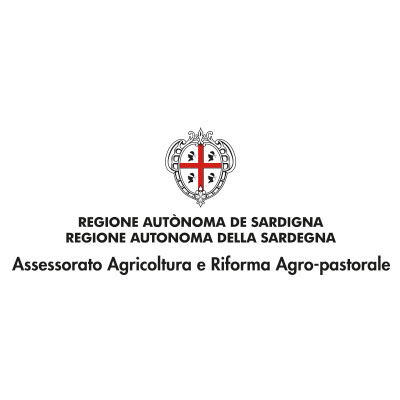 REGIONE AUTÒNOMA DE SARDIGNA
REGIONE AUTONOMA DELLA SARDEGNA
Assessorato Agricoltura e Riforma Agro-pastorale